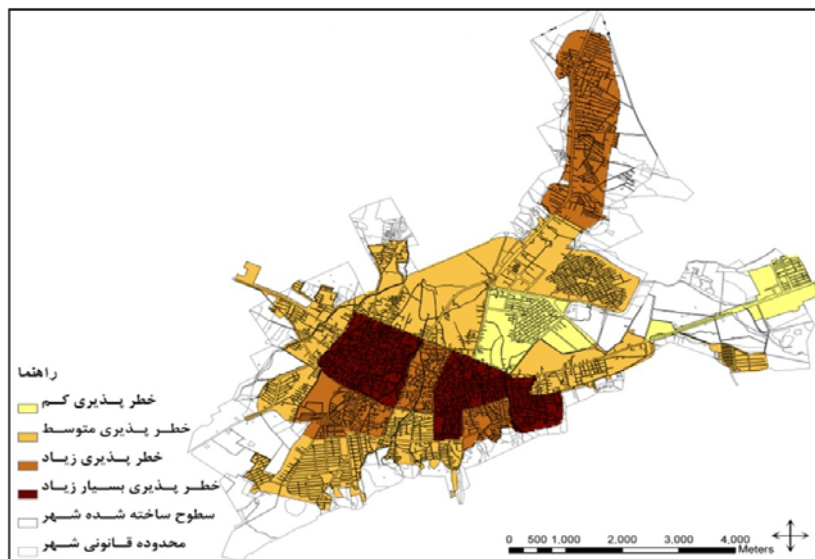 راهنما
خطر پذیری کم
خطر پذیری متوسط
خطر پذیری زیاد
خطر پذیری بسیار زیاد
سطوح ساخته شده شهر
محدوده قانونی شهر
0 500 1,000 2,000 3,000 4,000
Meters